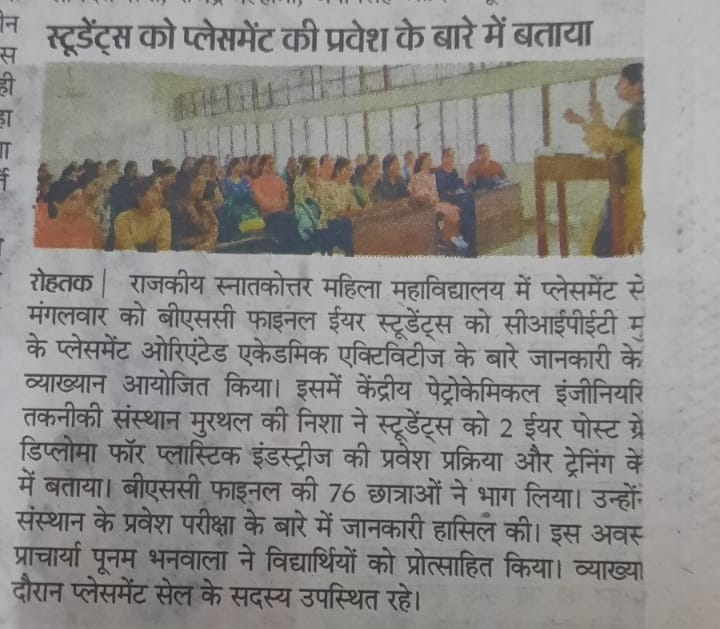 स्टूडेंट्स को प्लेसमेंट की प्रवेश के बारे में बताया
रोहतक | राजकीय स्नातकोत्तर महिला महाविद्यालय में प्लेसमेंट से
मंगलवार को बीएससी फाइनल ईयर स्टूडेंट्स को सीआईपीईटी मु
के प्लेसमेंट ओरिएंटेड एकेडमिक एक्टिविटीज के बारे जानकारी के
व्याख्यान आयोजित किया। इसमें केंद्रीय पेट्रोकेमिकल इंजीनियरि
तकनीकी संस्थान मुरथल की निशा ने स्टूडेंट्स को 2 ईयर पोस्ट ग्रे
डिप्लोमा फॉर प्लास्टिक इंडस्ट्रीज की प्रवेश प्रक्रिया और ट्रेनिंग के
में बताया। बीएससी फाइनल की 76 छात्राओं ने भाग लिया। उन्हों
संस्थान के प्रवेश परीक्षा के बारे में जानकारी हासिल की। इस अवस
प्राचार्या पूनम भनवाला ने विद्यार्थियों को प्रोत्साहित किया। व्याख्या
दौरान प्लेसमेंट सेल के सदस्य उपस्थित रहे।